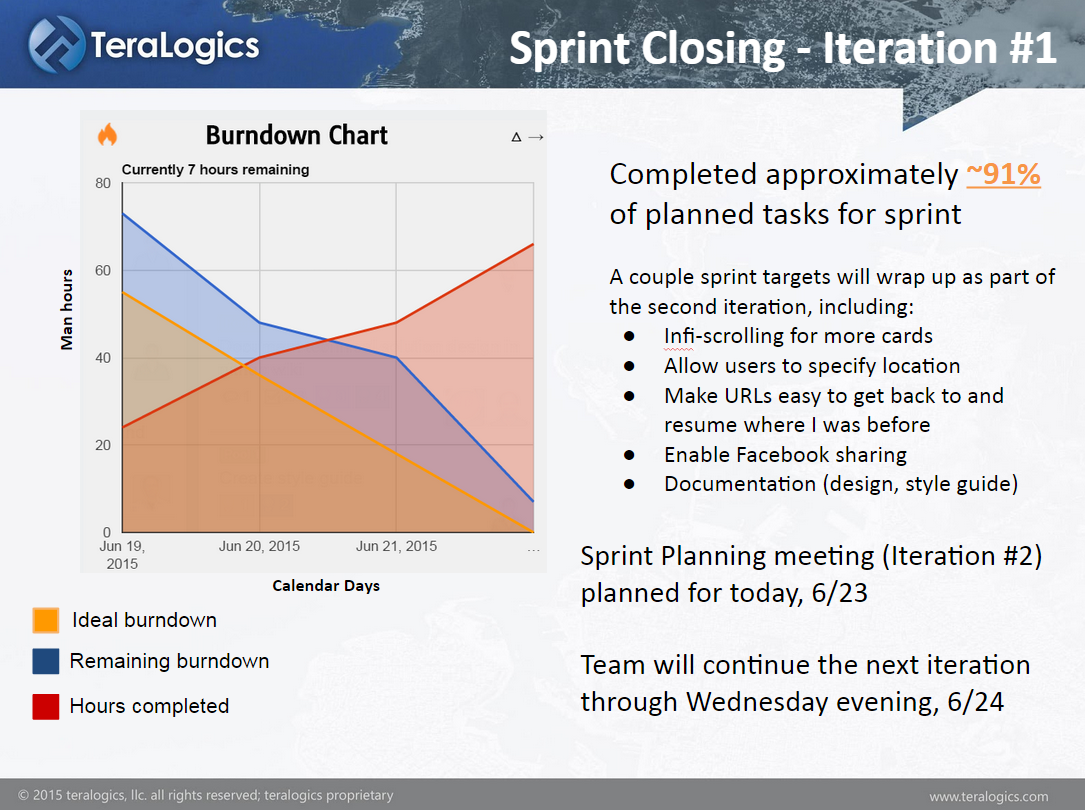 TeraLogics
Sprint Closing - Iteration #1
Burndown Chart
Δ →
Currently 7 hours remaining
80
60
40
20
0
Man hours
Jun 19,
2015
Jun 20, 2015
Jun 21, 2015
...
Calendar Days
Ideal burndown
Remaining burndown
Hours completed
Completed approximately ~91%
of planned tasks for sprint
A couple sprint targets will wrap up as part of
the second iteration, including:
● Infi-scrolling for more cards
● Allow users to specify location
● Make URLs easy to get back to and
resume where I was before
● Enable Facebook sharing
● Documentation (design, style guide)
Sprint Planning meeting (Iteration #2)
planned for today, 6/23
Team will continue the next iteration
through Wednesday evening, 6/24
© 2015 teralogics, llc. all rights reserved; teralogics proprietary
www.teralogics.com